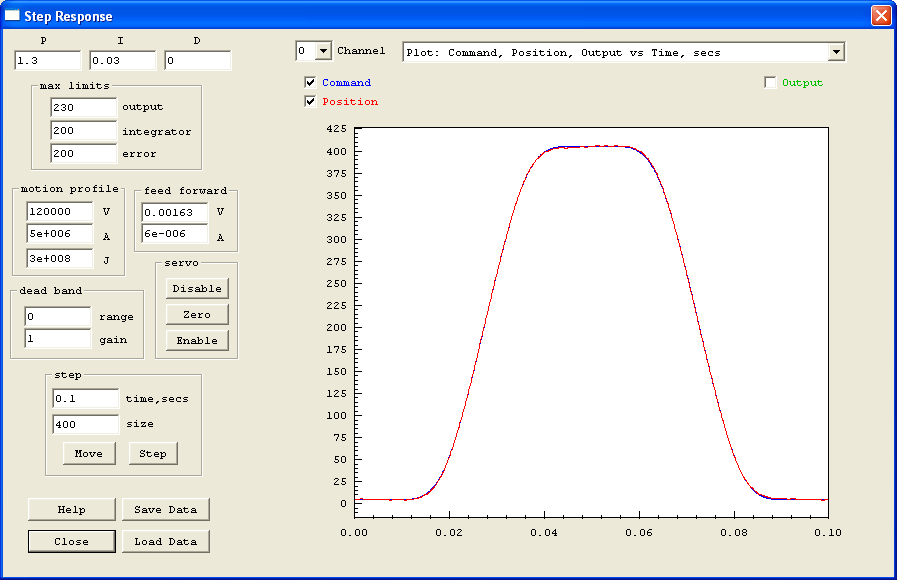 Step Response
P I D
1.3 0.03 0
0 Channel Plot: Command, Position, Output vs Time, secs
Command Output
Position
max limits
230 output
200 integrator
200 error
motion profile
120000 V
5e+006 A
3e+008 J
feed forward
0.00163 V
6e-006 A
servo
Disable
Zero
Enable
dead band
0 range
1 gain
step
0.1 time,secs
400 size
Move Step
Help Save Data
Close Load Data
425
400
375
350
325
300
275
250
225
200
175
150
125
100
75
50
25
0
0.00 0.02 0.04 0.06 0.08 0.10